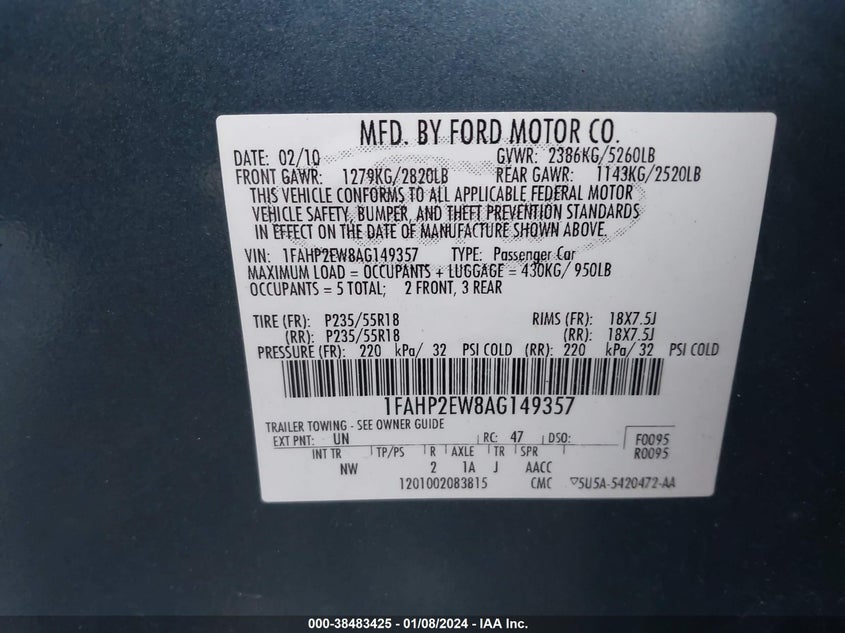 MFD. BY FORD MOTOR CO.
DATE: 02/10 GVWR: 2386KG/5260LB
FRONT GAWR: 1279KG/2820LB REAR GAWR: 1143KG/2520LB
THIS VEHICLE CONFORMS TO ALL APPLICABLE FEDERAL MOTOR
VEHICLE SAFETY, BUMPER, AND THEFT PREVENTION STANDARDS
IN EFFECT ON THE DATE OF MANUFACTURE SHOWN ABOVE.
VIN: 1FAHP2EW8AG149357 TYPE: Passenger Car
MAXIMUM LOAD = OCCUPANTS + LUGGAGE = 430KG/ 950LB
OCCUPANTS = 5 TOTAL; 2 FRONT, 3 REAR
TIRE (FR): P235/55R18 RIMS (FR): 18X7.5J
(RR): P235/55R18 (RR): 18X7.5J
PRESSURE (FR): 220 kPa/ 32 PSI COLD (RR): 220 kPa/ 32 PSI COLD
1FAHP2EW8AG149357
TRAILER TOWING - SEE OWNER GUIDE
EXT PNT: UN RC: 47 DSO: F0095
INT TR TP/PS R AXLE TR SPR R0095
NW 2 1A J AACC
1201002083815 CMC ▽5U5A-5420472-AA
000-38483425 - 01/08/2024 - IAA Inc.